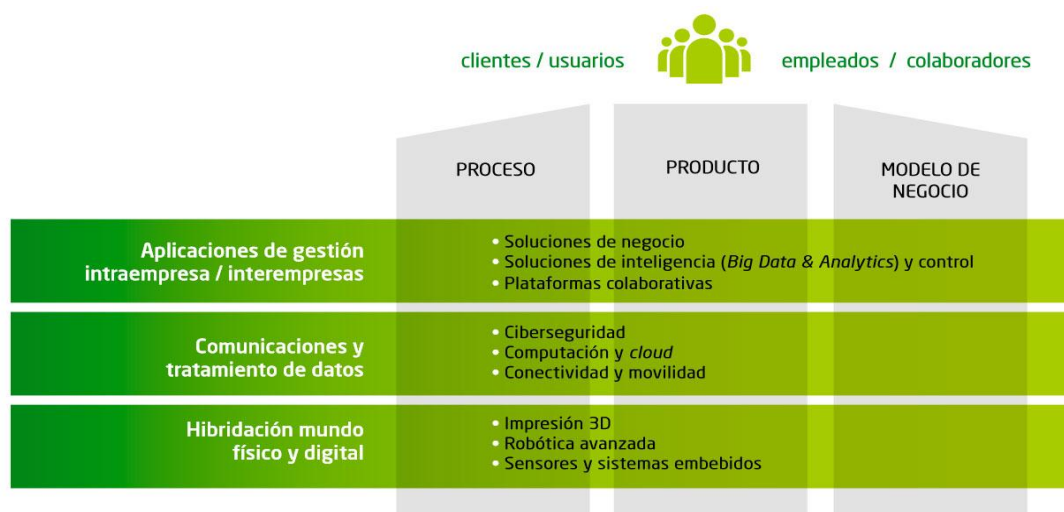 clientes / usuarios
empleados / colaboradores
PROCESO
PRODUCTO
MODELO DE
NEGOCIO
Aplicaciones de gestión
intraempresa / interempresas
• Soluciones de negocio
• Soluciones de inteligencia (Big Data & Analytics) y control
• Plataformas colaborativas
Comunicaciones y
tratamiento de datos
• Ciberseguridad
• Computación y cloud
• Conectividad y movilidad
Hibridación mundo
físico y digital
• Impresión 3D
• Robótica avanzada
• Sensores y sistemas embebidos